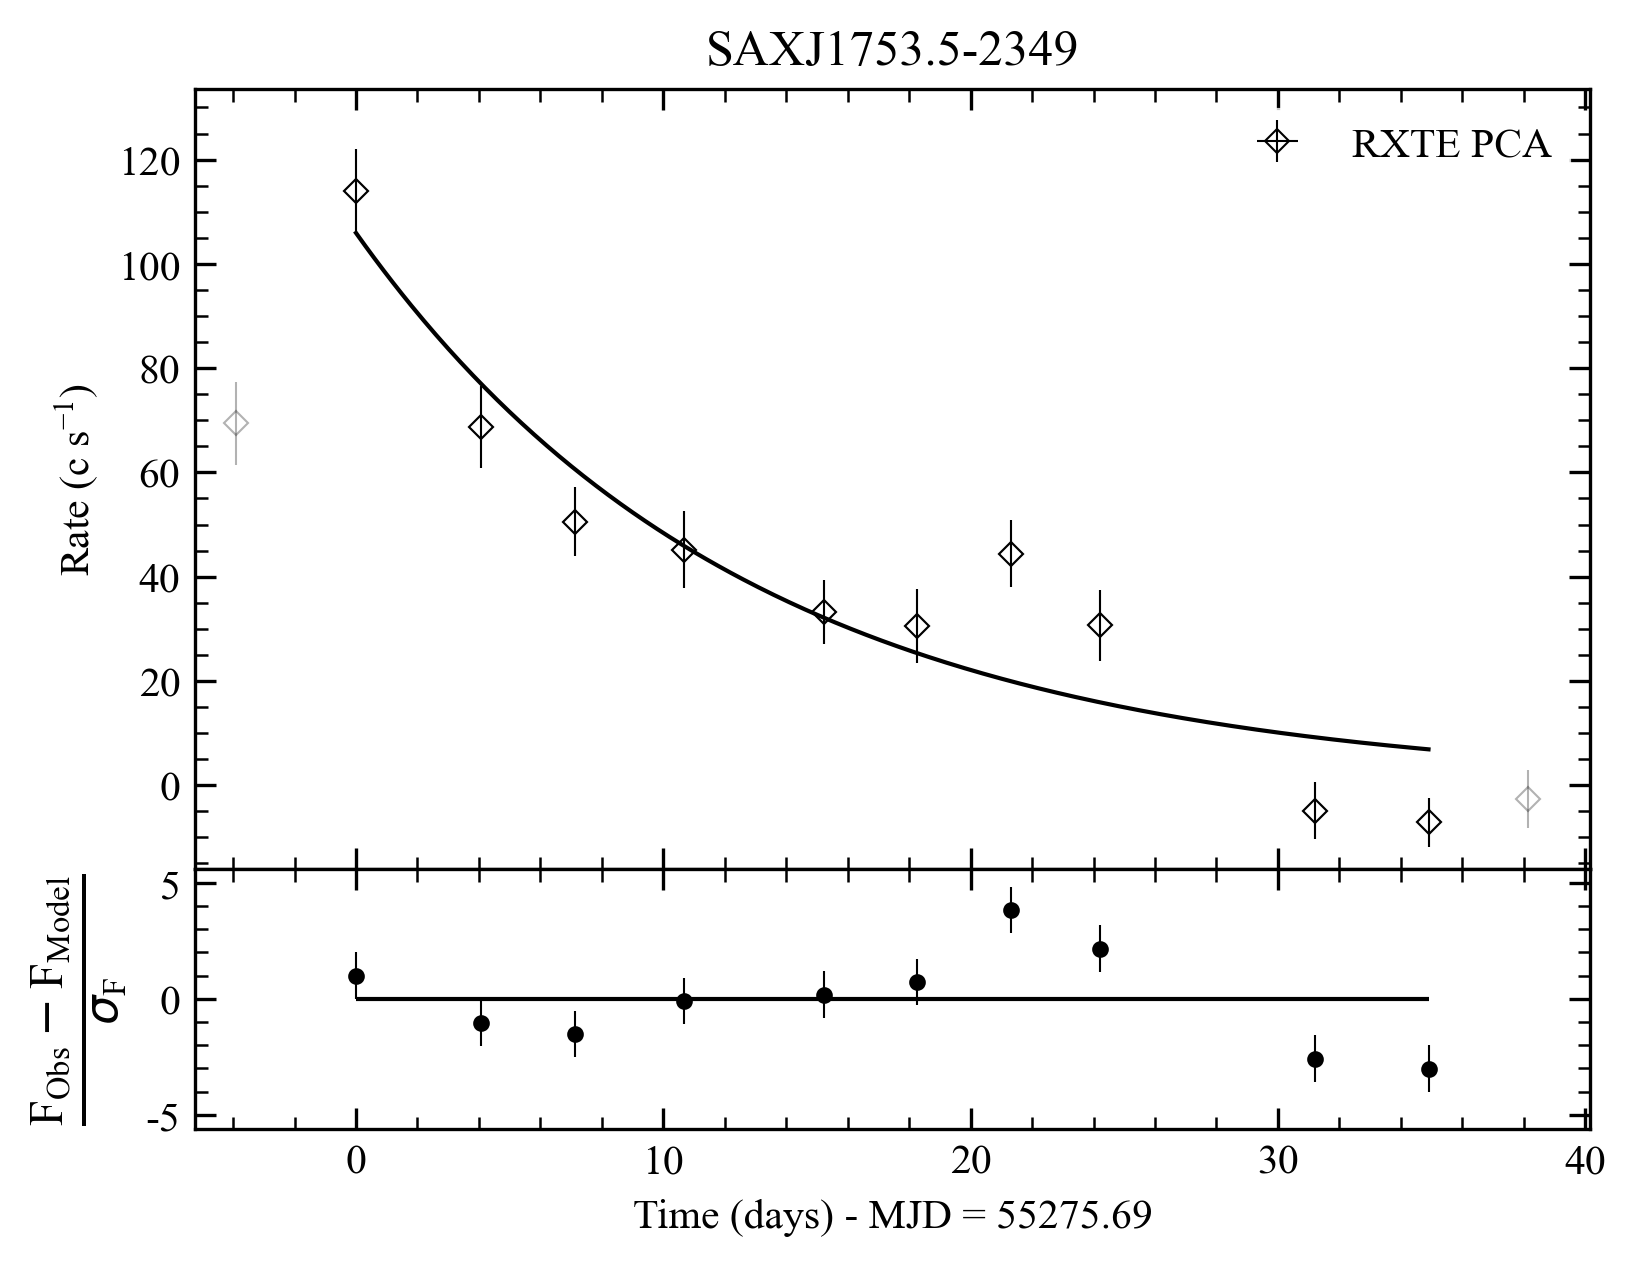 SAXJ1753.5-2349
RXTE PCA
120
100
80
60
40
20
0
Rate (c s⁻¹)
5
0
-5
F_Obs − F_Model
σ_F
0 10 20 30 40
Time (days) - MJD = 55275.69